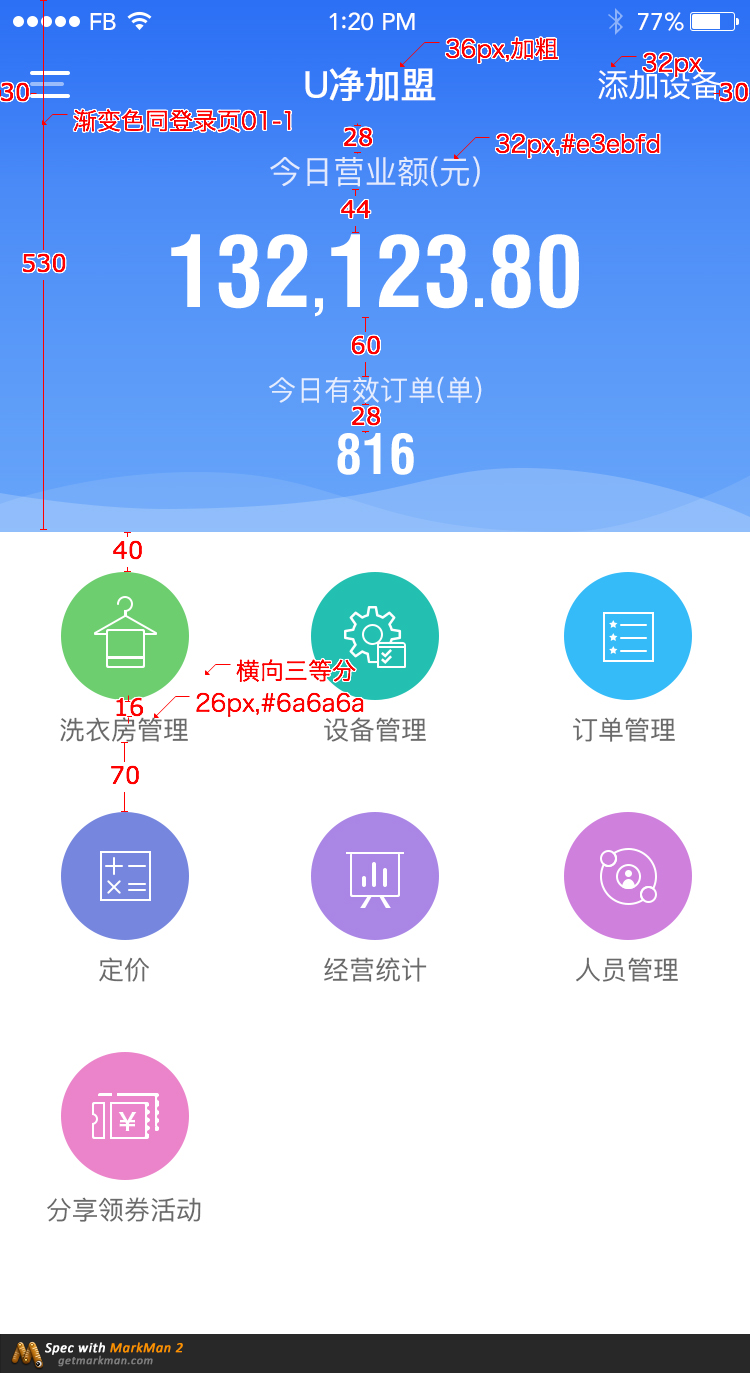 FB 1:20 PM 77%
36px,加粗
32px
30 U净加盟 添加设备 30
渐变色同登录页01-1
28
32px,#e3ebfd
今日营业额(元)
44
530
132,123.80
60
今日有效订单(单)
28
816
40
横向三等分
16 26px,#6a6a6a
洗衣房管理 设备管理 订单管理
70
定价 经营统计 人员管理
¥
分享领券活动
Spec with MarkMan 2
getmarkman.com